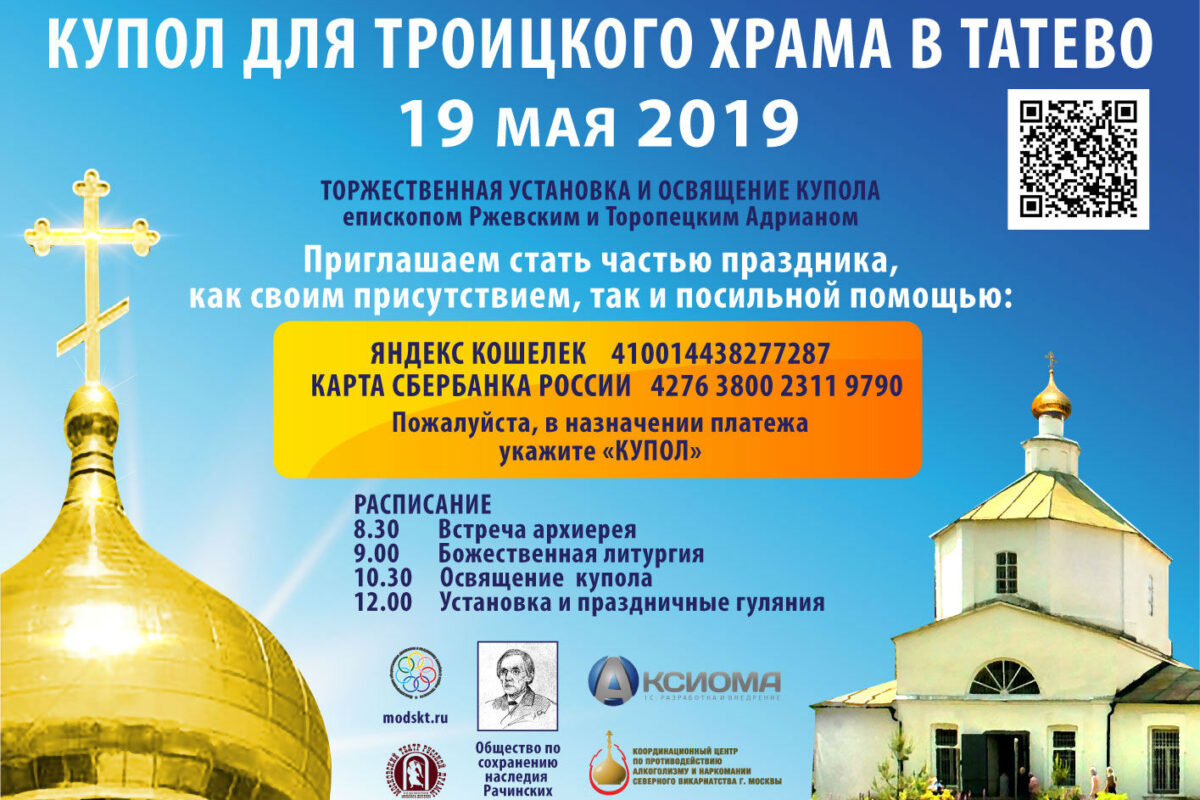 КУПОЛ ДЛЯ ТРОИЦКОГО ХРАМА В ТАТЕВО
19 МАЯ 2019
ТОРЖЕСТВЕННАЯ УСТАНОВКА И ОСВЯЩЕНИЕ КУПОЛА
епископом Ржевским и Торопецким Адрианом
Приглашаем стать частью праздника,
как своим присутствием, так и посильной помощью:
ЯНДЕКС КОШЕЛЕК 410014438277287
КАРТА СБЕРБАНКА РОССИИ 4276 3800 2311 9790
Пожалуйста, в назначении платежа
укажите «КУПОЛ»
РАСПИСАНИЕ
8.30 Встреча архиерея
9.00 Божественная литургия
10.30 Освящение купола
12.00 Установка и праздничные гуляния
modskt.ru
Общество по
сохранению
наследия
Рачинских
АКСИОМА
1С: РАЗРАБОТКА И ВНЕДРЕНИЕ
КООРДИНАЦИОННЫЙ ЦЕНТР
ПО ПРОТИВОДЕЙСТВИЮ
АЛКОГОЛИЗМУ И НАРКОМАНИИ
СЕВЕРНОГО ВИКАРИАТСТВА Г. МОСКВЫ